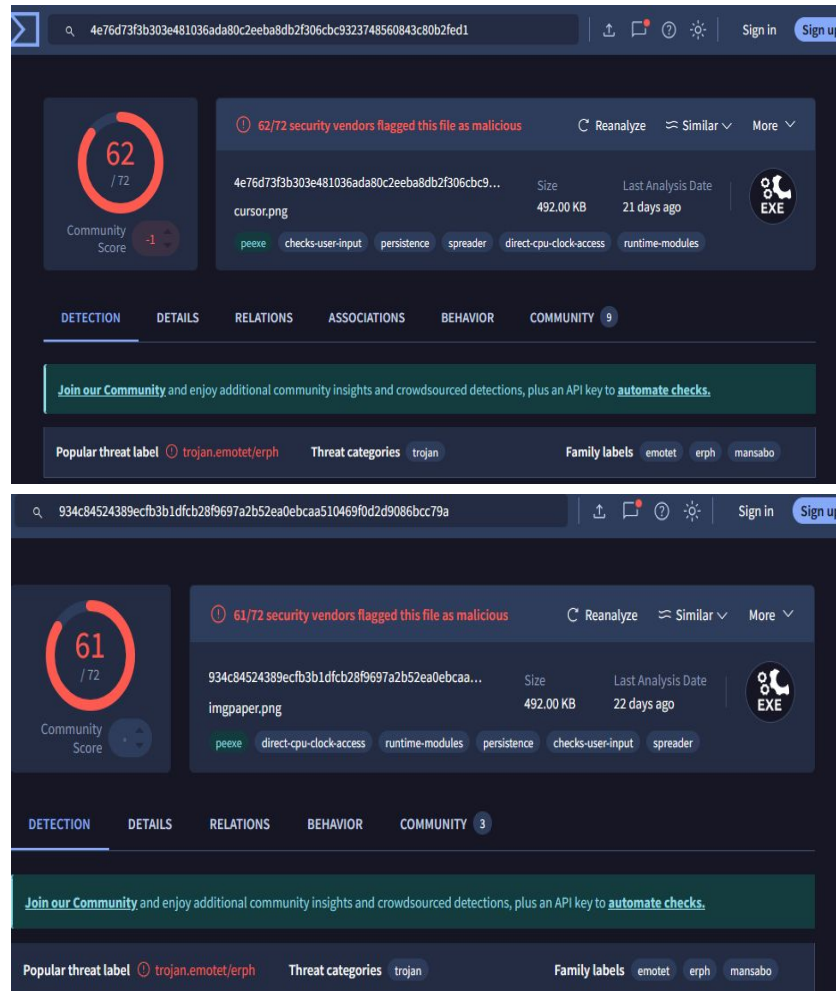 4e76d73f3b303e481036ada80c2eeba8db2f306cbc9323748560843c80b2fed1 Sign in Sign up
62 / 72
Community Score -1
62/72 security vendors flagged this file as malicious Reanalyze Similar More
4e76d73f3b303e481036ada80c2eeba8db2f306cbc9...
cursor.png
Size
492.00 KB
Last Analysis Date
21 days ago
EXE
peexe checks-user-input persistence spreader direct-cpu-clock-access runtime-modules
DETECTION DETAILS RELATIONS ASSOCIATIONS BEHAVIOR COMMUNITY 9
Join our Community and enjoy additional community insights and crowdsourced detections, plus an API key to automate checks.
Popular threat label trojan.emotet/erph Threat categories trojan Family labels emotet erph mansabo
934c84524389ecfb3b1dfcb28f9697a2b52ea0ebcaa510469f0d2d9086bcc79a Sign in Sign up
61 / 72
Community Score
61/72 security vendors flagged this file as malicious Reanalyze Similar More
934c84524389ecfb3b1dfcb28f9697a2b52ea0ebcaa...
imgpaper.png
Size
492.00 KB
Last Analysis Date
22 days ago
EXE
peexe direct-cpu-clock-access runtime-modules persistence checks-user-input spreader
DETECTION DETAILS RELATIONS BEHAVIOR COMMUNITY 3
Join our Community and enjoy additional community insights and crowdsourced detections, plus an API key to automate checks.
Popular threat label trojan.emotet/erph Threat categories trojan Family labels emotet erph mansabo